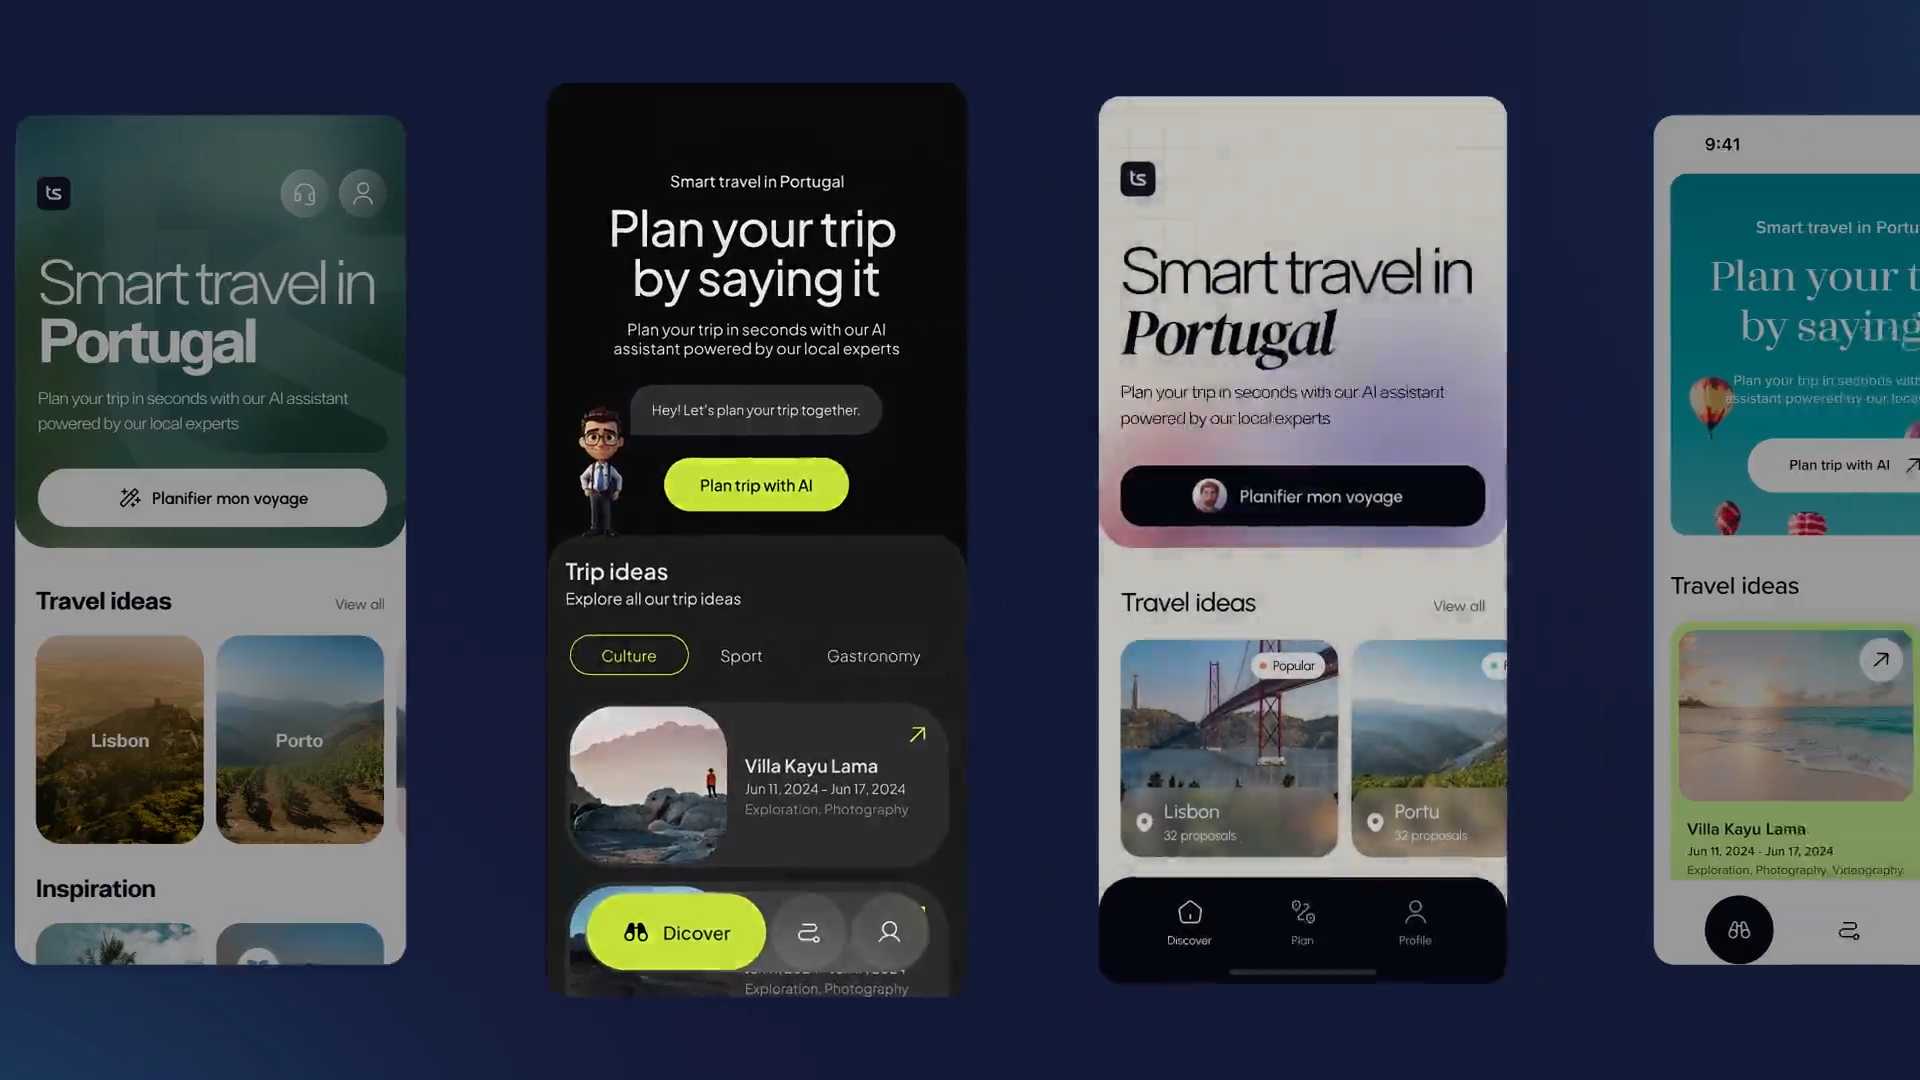 ts
Smart travel in
Portugal
Plan your trip in seconds with our AI assistant
powered by our local experts
Planifier mon voyage
Travel ideas
View all
Lisbon
Porto
Inspiration
Smart travel in Portugal
Plan your trip
by saying it
Plan your trip in seconds with our AI
assistant powered by our local experts
Hey! Let's plan your trip together.
Plan trip with AI
Trip ideas
Explore all our trip ideas
Culture
Sport
Gastronomy
Villa Kayu Lama
Jun 11, 2024 - Jun 17, 2024
Exploration, Photography
Dicover
Exploration, Photography
ts
Smart travel in
Portugal
Plan your trip in seconds with our AI assistant
powered by our local experts
Planifier mon voyage
Travel ideas
View all
Popular
Lisbon
32 proposals
Portu
32 proposals
Discover
Plan
Profile
9:41
Smart travel in Portu
Plan your t
by saying
Plan your trip in seconds with
assistant powered by our loca
Plan trip with AI
Travel ideas
Villa Kayu Lama
Jun 11, 2024 - Jun 17, 2024
Exploration, Photography, Videography